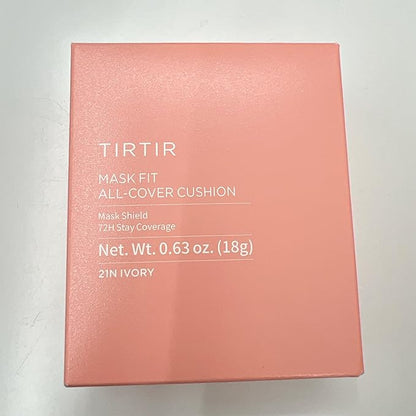 TIRTIR
MASK FIT
ALL-COVER CUSHION
Mask Shield
72H Stay Coverage
Net. Wt. 0.63 oz. (18g)
21N IVORY